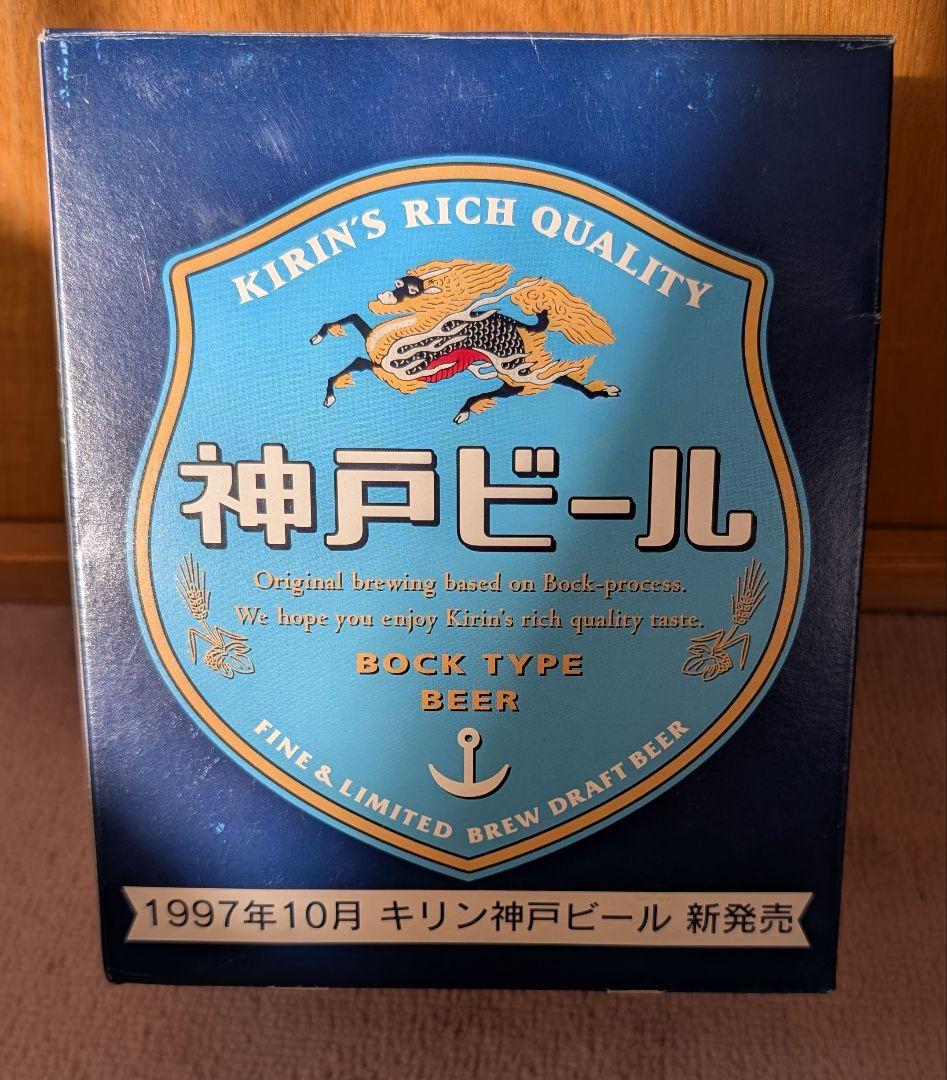 KIRIN'S RICH QUALITY
神戸ビール
Original brewing based on Bock-process.
We hope you enjoy Kirin's rich quality taste.
BOCK TYPE
BEER
FINE & LIMITED BREW DRAFT BEER
1997年10月 キリン神戸ビール 新発売